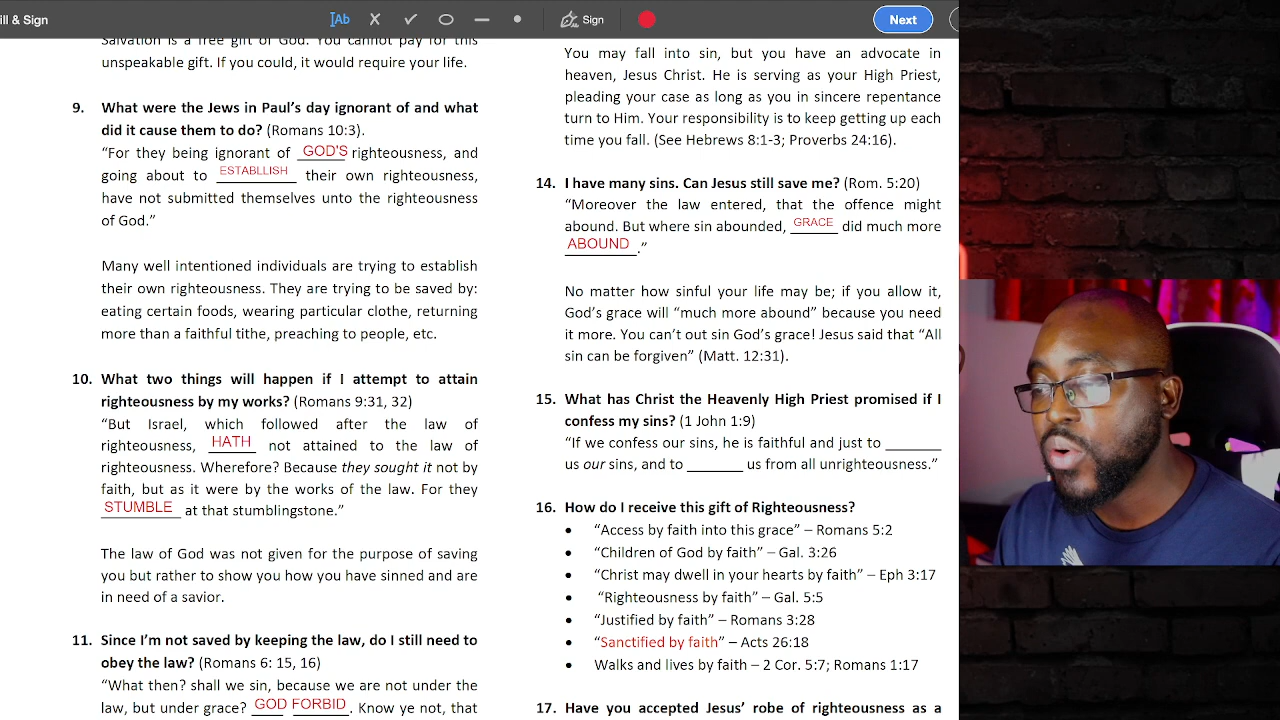 ill & Sign
Ab
Sign
Next
Salvation is a free gift of God. You cannot pay for this
unspeakable gift. If you could, it would require your life.
9. What were the Jews in Paul's day ignorant of and what
did it cause them to do? (Romans 10:3).
"For they being ignorant of GOD'S righteousness, and
going about to ESTABLLISH their own righteousness,
have not submitted themselves unto the righteousness
of God."
Many well intentioned individuals are trying to establish
their own righteousness. They are trying to be saved by:
eating certain foods, wearing particular clothe, returning
more than a faithful tithe, preaching to people, etc.
10. What two things will happen if I attempt to attain
righteousness by my works? (Romans 9:31, 32)
"But Israel, which followed after the law of
righteousness, HATH not attained to the law of
righteousness. Wherefore? Because they sought it not by
faith, but as it were by the works of the law. For they
STUMBLE at that stumblingstone."
The law of God was not given for the purpose of saving
you but rather to show you how you have sinned and are
in need of a savior.
11. Since I'm not saved by keeping the law, do I still need to
obey the law? (Romans 6: 15, 16)
"What then? shall we sin, because we are not under the
law, but under grace? GOD FORBID. Know ye not, that
You may fall into sin, but you have an advocate in
heaven, Jesus Christ. He is serving as your High Priest,
pleading your case as long as you in sincere repentance
turn to Him. Your responsibility is to keep getting up each
time you fall. (See Hebrews 8:1-3; Proverbs 24:16).
14. I have many sins. Can Jesus still save me? (Rom. 5:20)
"Moreover the law entered, that the offence might
abound. But where sin abounded, GRACE did much more
ABOUND."
No matter how sinful your life may be; if you allow it,
God's grace will "much more abound" because you need
it more. You can't out sin God's grace! Jesus said that "All
sin can be forgiven" (Matt. 12:31).
15. What has Christ the Heavenly High Priest promised if I
confess my sins? (1 John 1:9)
"If we confess our sins, he is faithful and just to ________
us our sins, and to ________ us from all unrighteousness."
16. How do I receive this gift of Righteousness?
• "Access by faith into this grace" – Romans 5:2
• "Children of God by faith" – Gal. 3:26
• "Christ may dwell in your hearts by faith" – Eph 3:17
• "Righteousness by faith" – Gal. 5:5
• "Justified by faith" – Romans 3:28
• "Sanctified by faith" – Acts 26:18
• Walks and lives by faith – 2 Cor. 5:7; Romans 1:17
17. Have you accepted Jesus' robe of righteousness as a